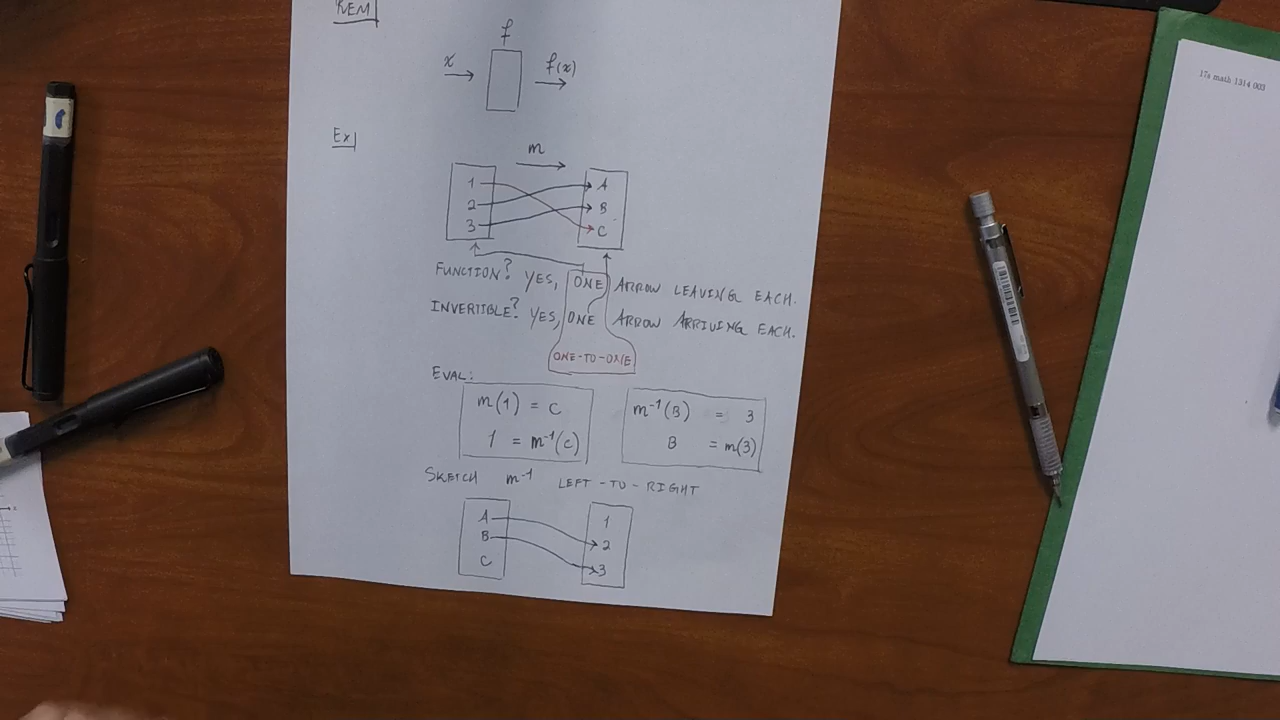 REM
f
x
f(x)
Ex
m
1 A
2 B
3 C
FUNCTION? YES, ONE ARROW LEAVING EACH.
INVERTIBLE? YES, ONE ARROW ARRIVING EACH.
ONE-TO-ONE
EVAL:
m(1) = C
1 = m⁻¹(C)
m⁻¹(B) = 3
B = m(3)
SKETCH m⁻¹ LEFT-TO-RIGHT
A 1
B 2
C 3
17s math 1314 003